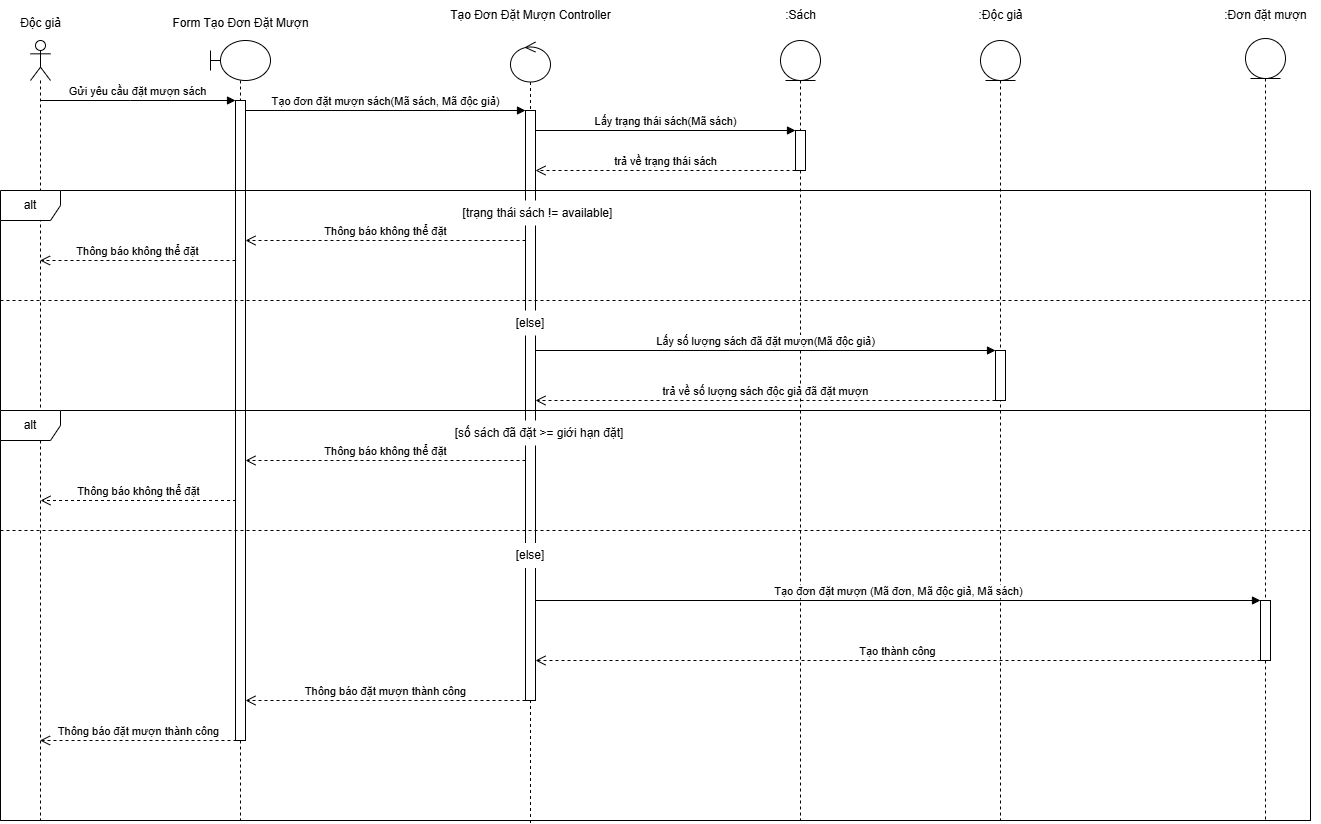 Độc giả
Form Tạo Đơn Đặt Mượn
Tạo Đơn Đặt Mượn Controller
:Sách
:Độc giả
:Đơn đặt mượn
Gửi yêu cầu đặt mượn sách
Tạo đơn đặt mượn sách(Mã sách, Mã độc giả)
Lấy trạng thái sách(Mã sách)
trả về trạng thái sách
alt
[trạng thái sách != available]
Thông báo không thể đặt
Thông báo không thể đặt
[else]
Lấy số lượng sách đã đặt mượn(Mã độc giả)
trả về số lượng sách độc giả đã đặt mượn
alt
[số sách đã đặt >= giới hạn đặt]
Thông báo không thể đặt
Thông báo không thể đặt
[else]
Tạo đơn đặt mượn (Mã đơn, Mã độc giả, Mã sách)
Tạo thành công
Thông báo đặt mượn thành công
Thông báo đặt mượn thành công